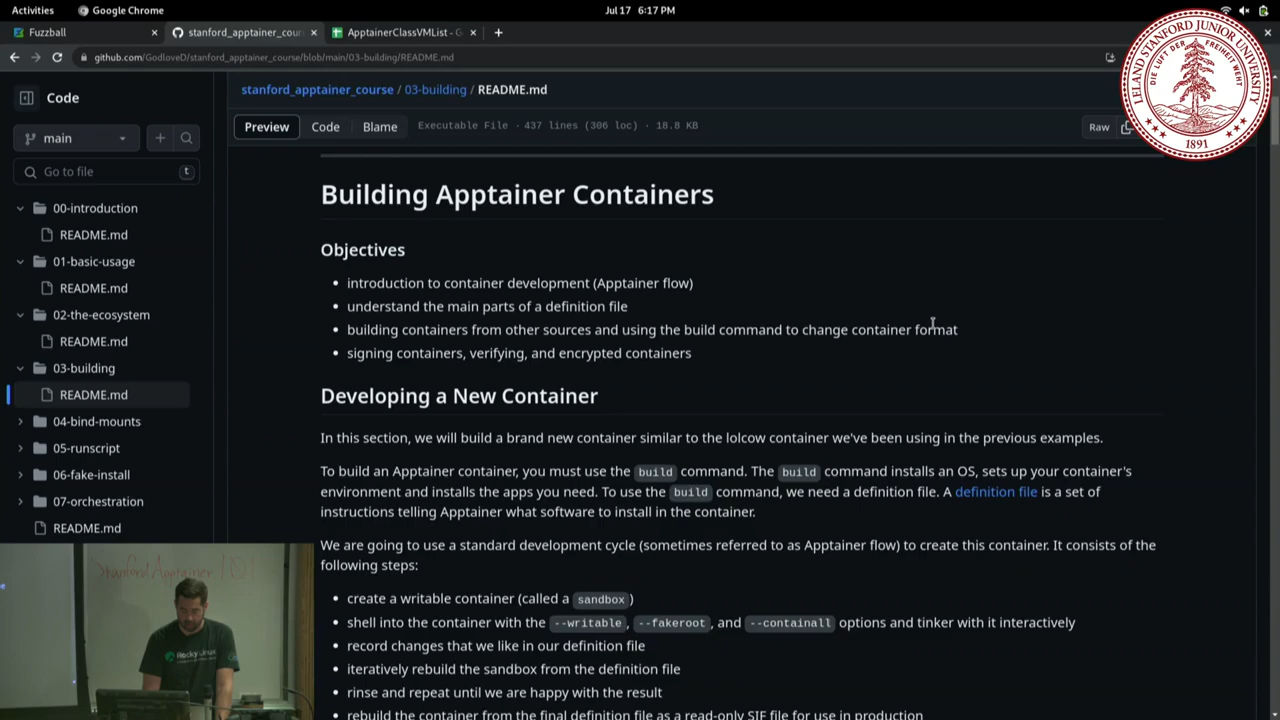 Activities
Google Chrome
Jul 17 6:17 PM
Fuzzball
stanford_apptainer_cour
ApptainerClassVMList - G
github.com/GodloveD/stanford_apptainer_course/blob/main/03-building/README.md
LELAND STANFORD JUNIOR UNIVERSITY
DIE LUFT DER FREIHEIT WEHT
1891
Code
main
Go to file
t
00-introduction
README.md
01-basic-usage
README.md
02-the-ecosystem
README.md
03-building
README.md
04-bind-mounts
05-runscript
06-fake-install
07-orchestration
README.md
stanford_apptainer_course / 03-building / README.md
Preview
Code
Blame
Executable File · 437 lines (306 loc) · 18.8 KB
Raw
Building Apptainer Containers
Objectives
• introduction to container development (Apptainer flow)
• understand the main parts of a definition file
• building containers from other sources and using the build command to change container format
• signing containers, verifying, and encrypted containers
Developing a New Container
In this section, we will build a brand new container similar to the lolcow container we've been using in the previous examples.
To build an Apptainer container, you must use the build command. The build command installs an OS, sets up your container's
environment and installs the apps you need. To use the build command, we need a definition file. A definition file is a set of
instructions telling Apptainer what software to install in the container.
We are going to use a standard development cycle (sometimes referred to as Apptainer flow) to create this container. It consists of the
following steps:
• create a writable container (called a sandbox)
• shell into the container with the --writable, --fakeroot, and --containall options and tinker with it interactively
• record changes that we like in our definition file
• iteratively rebuild the sandbox from the definition file
• rinse and repeat until we are happy with the result
• rebuild the container from the final definition file as a read-only SIF file for use in production
Stanford Apptainer
Rocky Linux